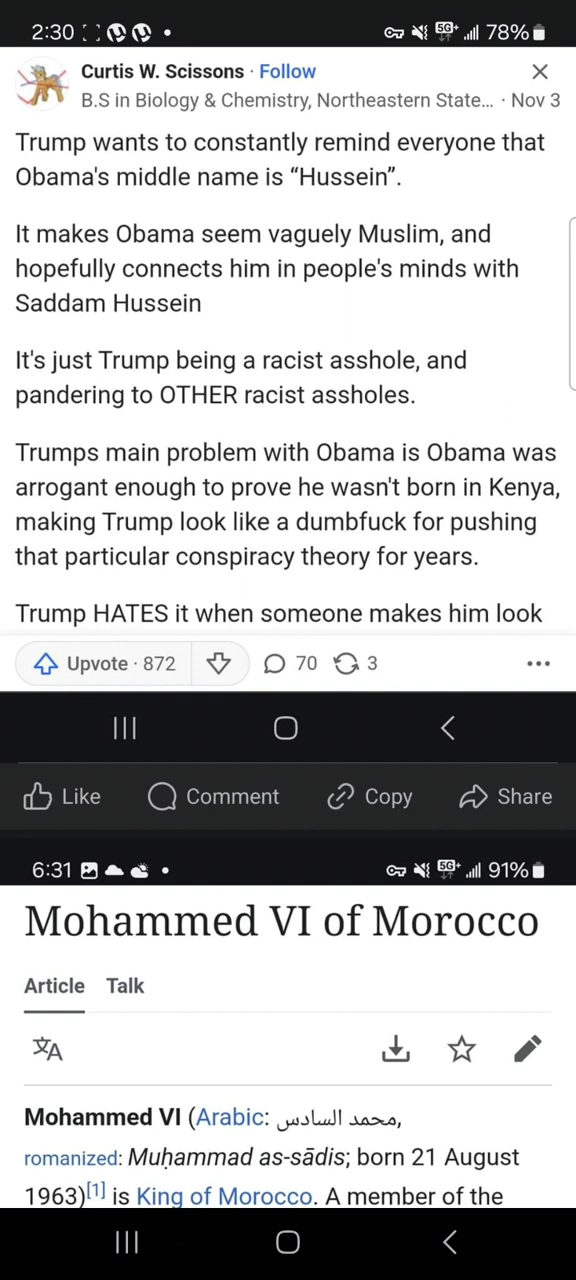 2:30 78%
Curtis W. Scissons · Follow
B.S in Biology & Chemistry, Northeastern State... · Nov 3
Trump wants to constantly remind everyone that
Obama's middle name is “Hussein”.
It makes Obama seem vaguely Muslim, and
hopefully connects him in people's minds with
Saddam Hussein
It's just Trump being a racist asshole, and
pandering to OTHER racist assholes.
Trumps main problem with Obama is Obama was
arrogant enough to prove he wasn't born in Kenya,
making Trump look like a dumbfuck for pushing
that particular conspiracy theory for years.
Trump HATES it when someone makes him look
Upvote · 872 70 3
Like Comment Copy Share
6:31 5G+ 91%
Mohammed VI of Morocco
Article Talk
Mohammed VI (Arabic: محمد السادس,
romanized: Muḥammad as-sādis; born 21 August
1963)[1] is King of Morocco. A member of the